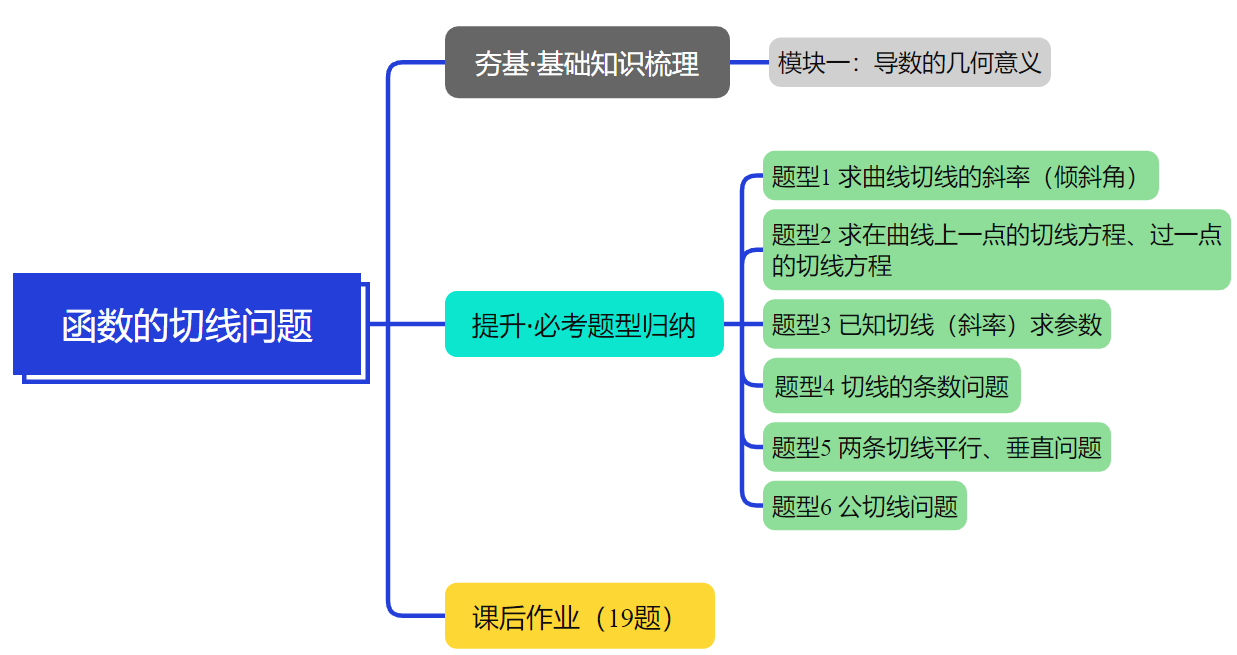 函数的切线问题
夯基·基础知识梳理
模块一：导数的几何意义
提升·必考题型归纳
题型1 求曲线切线的斜率（倾斜角）
题型2 求在曲线上一点的切线方程、过一点
的切线方程
题型3 已知切线（斜率）求参数
题型4 切线的条数问题
题型5 两条切线平行、垂直问题
题型6 公切线问题
课后作业（19题）